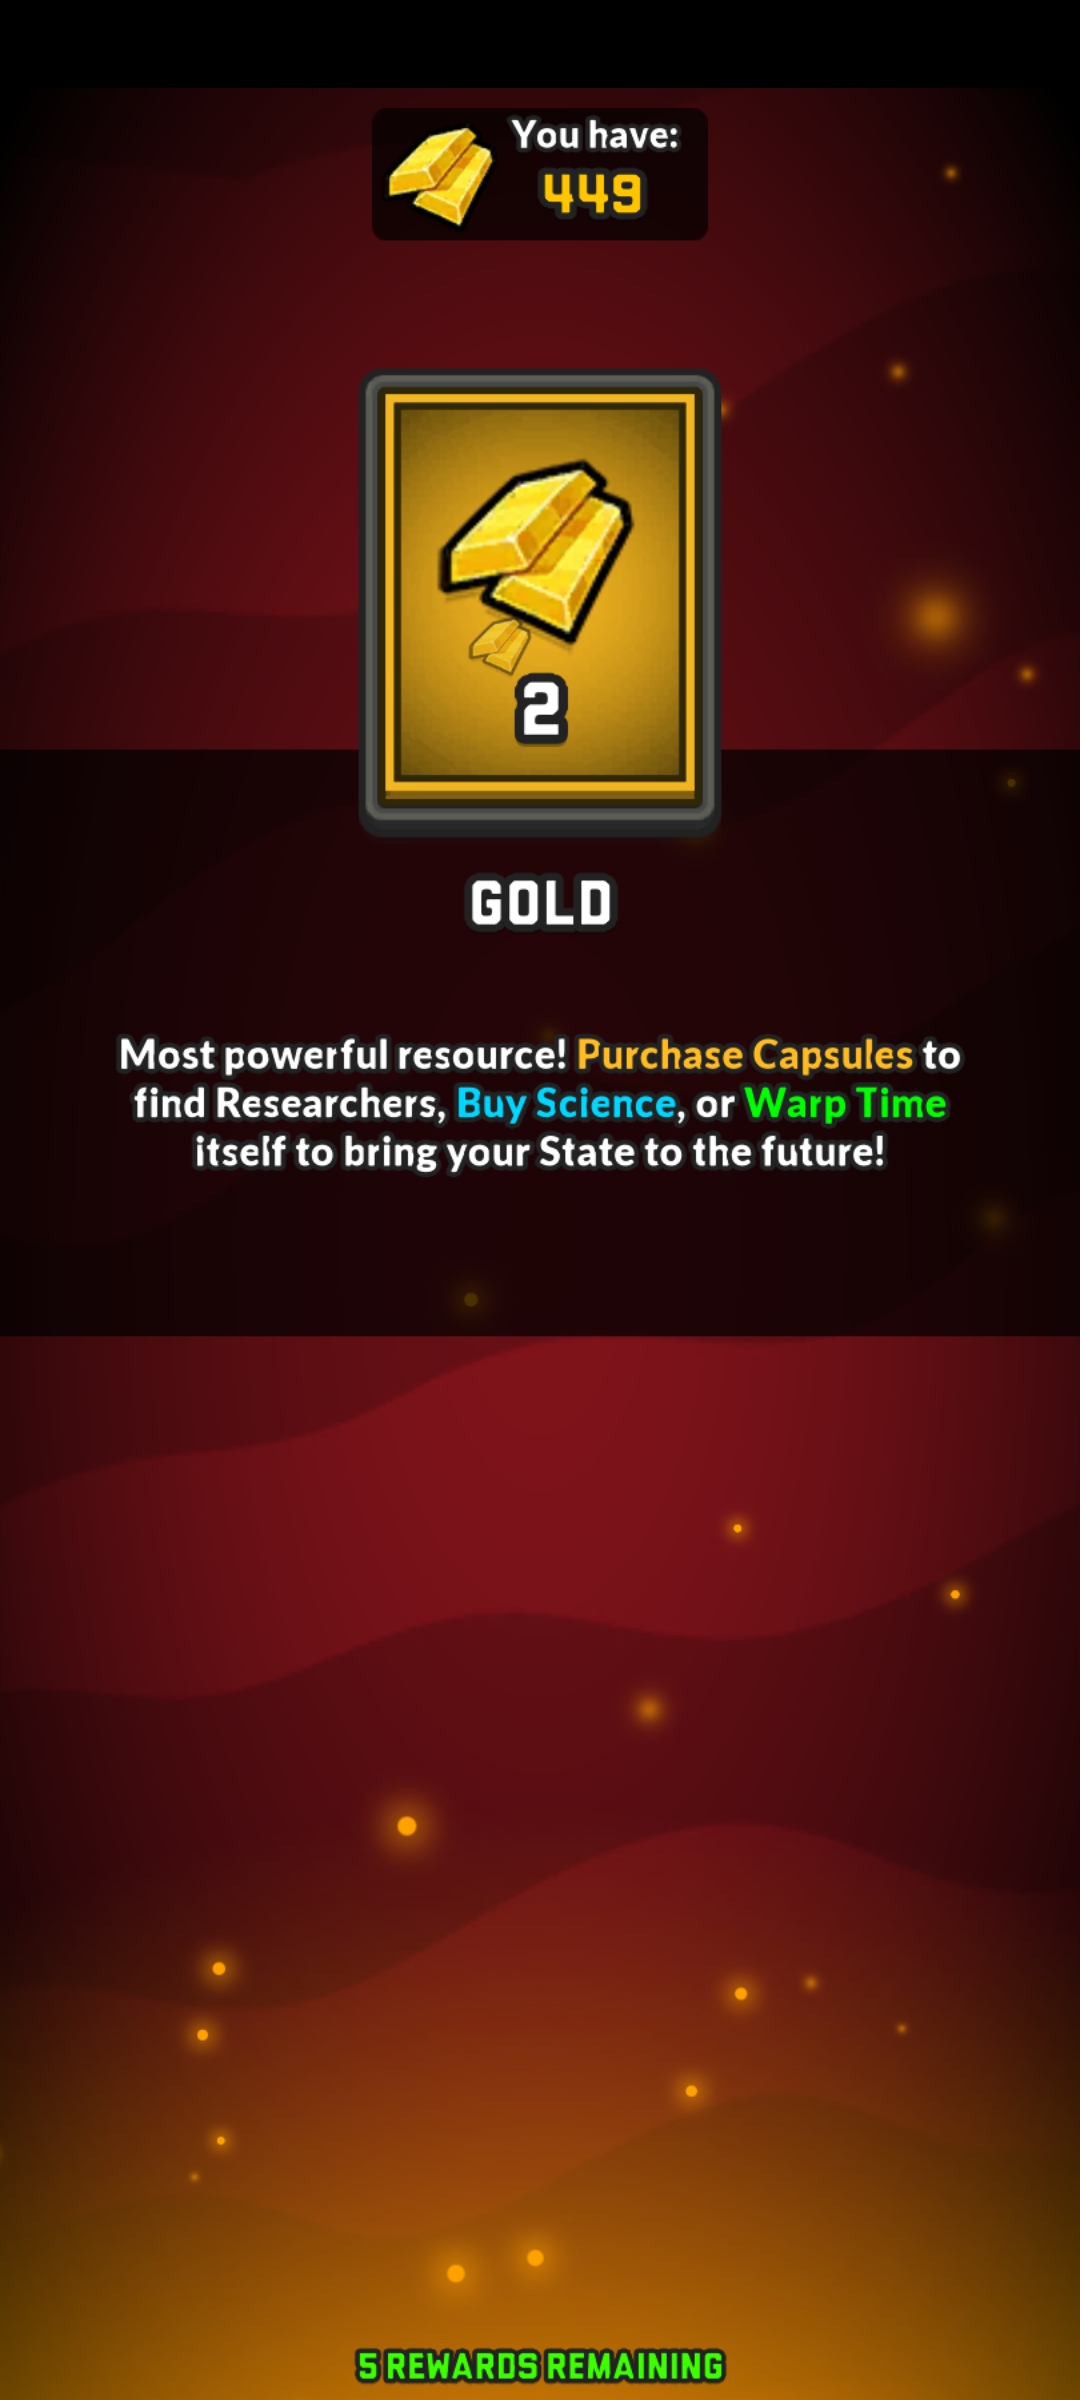 You have:
449
2
GOLD
Most powerful resource! Purchase Capsules to
find Researchers, Buy Science, or Warp Time
itself to bring your State to the future!
5 REWARDS REMAINING